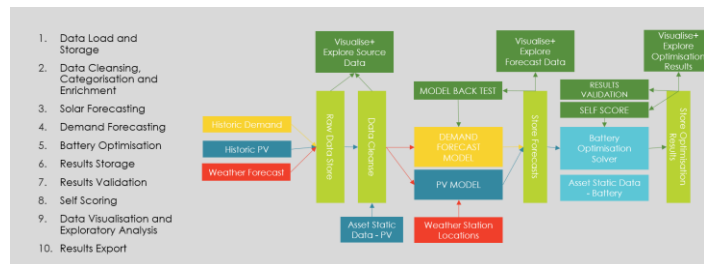 1. Data Load and
Storage
2. Data Cleansing,
Categorisation and
Enrichment
3. Solar Forecasting
4. Demand Forecasting
5. Battery Optimisation
6. Results Storage
7. Results Validation
8. Self Scoring
9. Data Visualisation and
Exploratory Analysis
10. Results Export
Historic Demand
Historic PV
Weather Forecast
Raw Data Store
Visualise+
Explore Source
Data
Data Cleanse
Asset Static
Data - PV
MODEL BACK TEST
DEMAND
FORECAST
MODEL
PV MODEL
Weather Station
Locations
Visualise+
Explore
Forecast Data
Store Forecasts
RESULTS
VALIDATION
SELF SCORE
Battery
Optimisation
Solver
Asset Static Data
- Battery
Visualise+
Explore
Optimisation
Results
Store Optimisation
Results